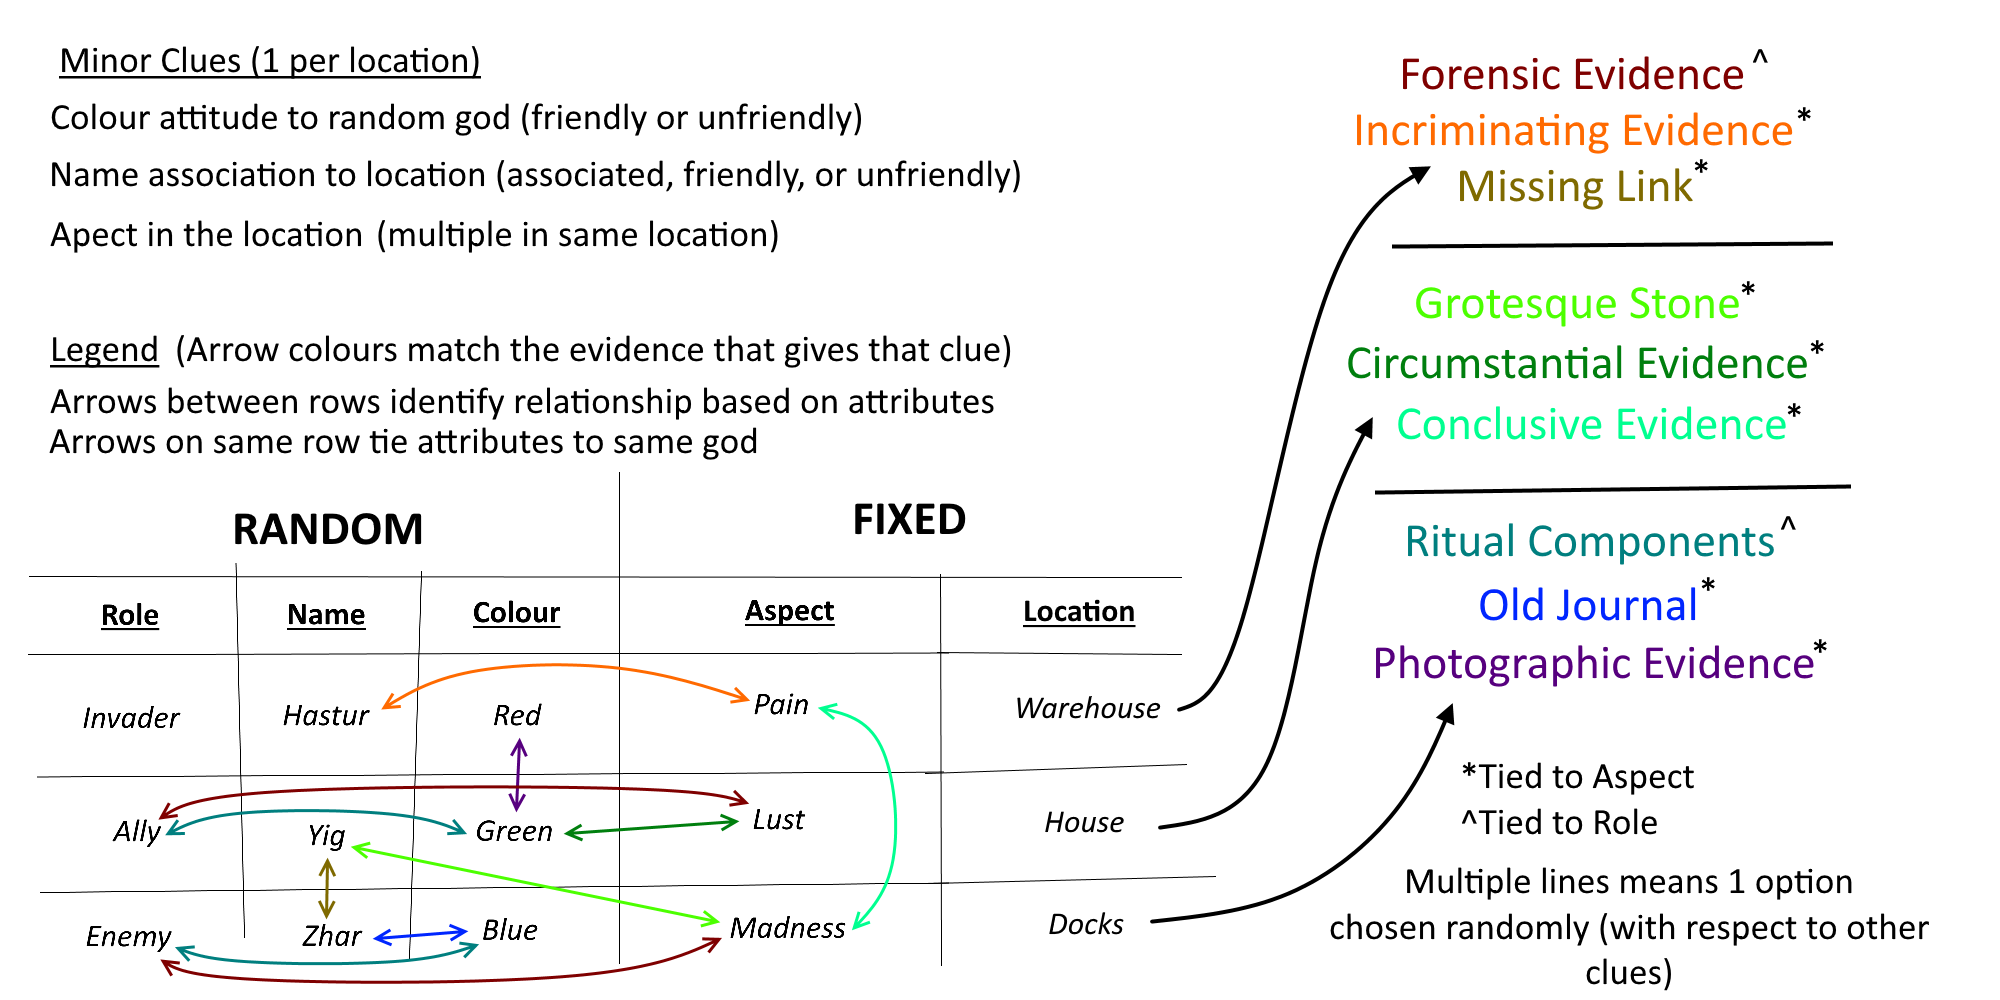 Minor Clues (1 per location)
Colour attitude to random god (friendly or unfriendly)
Name association to location (associated, friendly, or unfriendly)
Apect in the location (multiple in same location)
Legend (Arrow colours match the evidence that gives that clue)
Arrows between rows identify relationship based on attributes
Arrows on same row tie attributes to same god
RANDOM
FIXED
Role Name Colour Aspect Location
Invader Hastur Red Pain Warehouse
Ally Yig Green Lust House
Enemy Zhar Blue Madness Docks
Forensic Evidence ^
Incriminating Evidence*
Missing Link*
Grotesque Stone*
Circumstantial Evidence*
Conclusive Evidence*
Ritual Components^
Old Journal*
Photographic Evidence*
*Tied to Aspect
^Tied to Role
Multiple lines means 1 option
chosen randomly (with respect to other
clues)